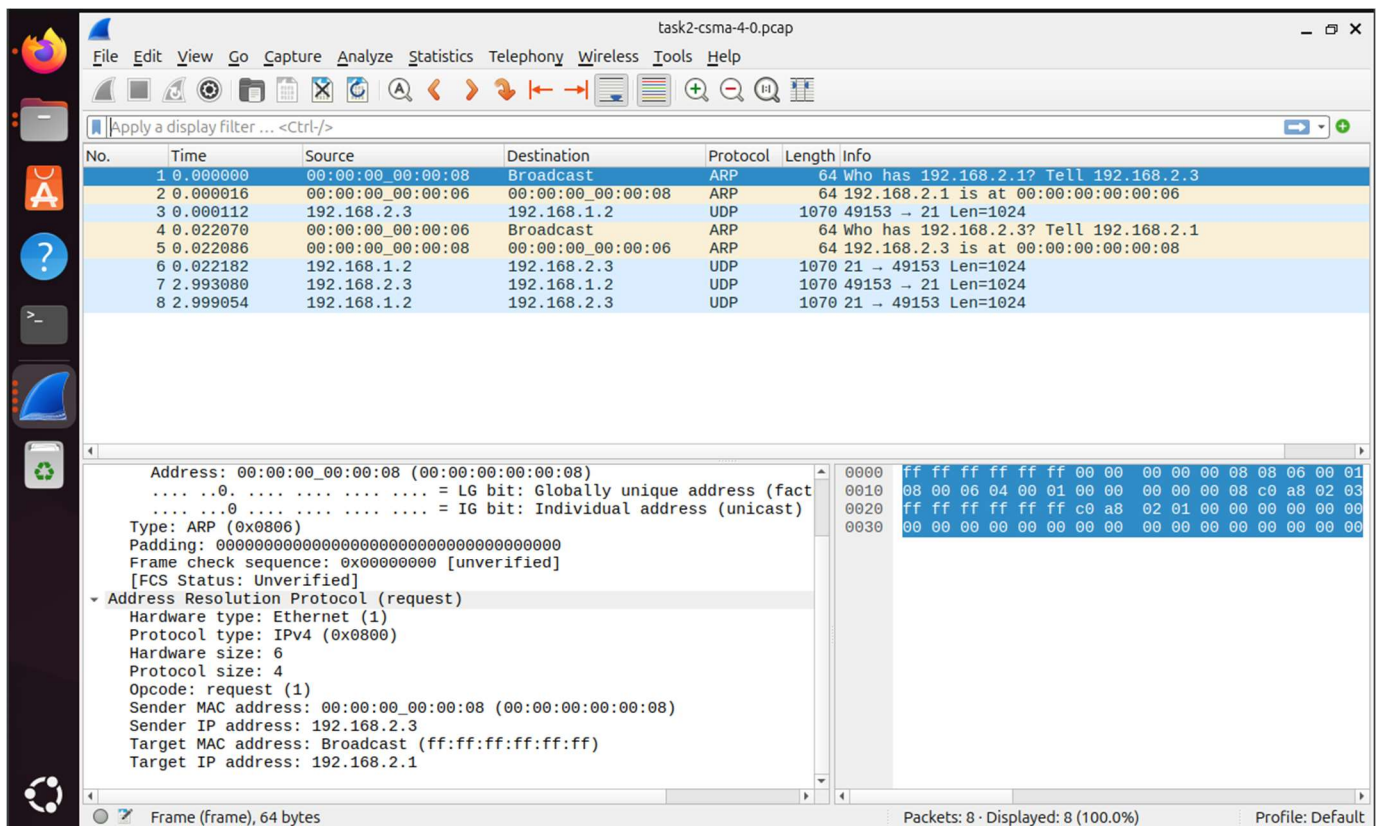 task2-csma-4-0.pcap
File Edit View Go Capture Analyze Statistics Telephony Wireless Tools Help
Apply a display filter … <Ctrl-/>
No. Time Source Destination Protocol Length Info
1 0.000000 00:00:00_00:00:08 Broadcast ARP 64 Who has 192.168.2.1? Tell 192.168.2.3
2 0.000016 00:00:00_00:00:06 00:00:00_00:00:08 ARP 64 192.168.2.1 is at 00:00:00:00:00:06
3 0.000112 192.168.2.3 192.168.1.2 UDP 1070 49153 → 21 Len=1024
4 0.022070 00:00:00_00:00:06 Broadcast ARP 64 Who has 192.168.2.3? Tell 192.168.2.1
5 0.022086 00:00:00_00:00:08 00:00:00_00:00:06 ARP 64 192.168.2.3 is at 00:00:00:00:00:08
6 0.022182 192.168.1.2 192.168.2.3 UDP 1070 21 → 49153 Len=1024
7 2.993080 192.168.2.3 192.168.1.2 UDP 1070 49153 → 21 Len=1024
8 2.999054 192.168.1.2 192.168.2.3 UDP 1070 21 → 49153 Len=1024
Address: 00:00:00_00:00:08 (00:00:00:00:00:08)
.... ..0. .... .... .... .... = LG bit: Globally unique address (fact
.... ...0 .... .... .... .... = IG bit: Individual address (unicast)
Type: ARP (0x0806)
Padding: 000000000000000000000000000000000000
Frame check sequence: 0x00000000 [unverified]
[FCS Status: Unverified]
Address Resolution Protocol (request)
Hardware type: Ethernet (1)
Protocol type: IPv4 (0x0800)
Hardware size: 6
Protocol size: 4
Opcode: request (1)
Sender MAC address: 00:00:00_00:00:08 (00:00:00:00:00:08)
Sender IP address: 192.168.2.3
Target MAC address: Broadcast (ff:ff:ff:ff:ff:ff)
Target IP address: 192.168.2.1
0000 ff ff ff ff ff ff 00 00 00 00 00 08 08 06 00 01
0010 08 00 06 04 00 01 00 00 00 00 00 08 c0 a8 02 03
0020 ff ff ff ff ff ff c0 a8 02 01 00 00 00 00 00 00
0030 00 00 00 00 00 00 00 00 00 00 00 00 00 00 00 00
Frame (frame), 64 bytes
Packets: 8 · Displayed: 8 (100.0%)
Profile: Default